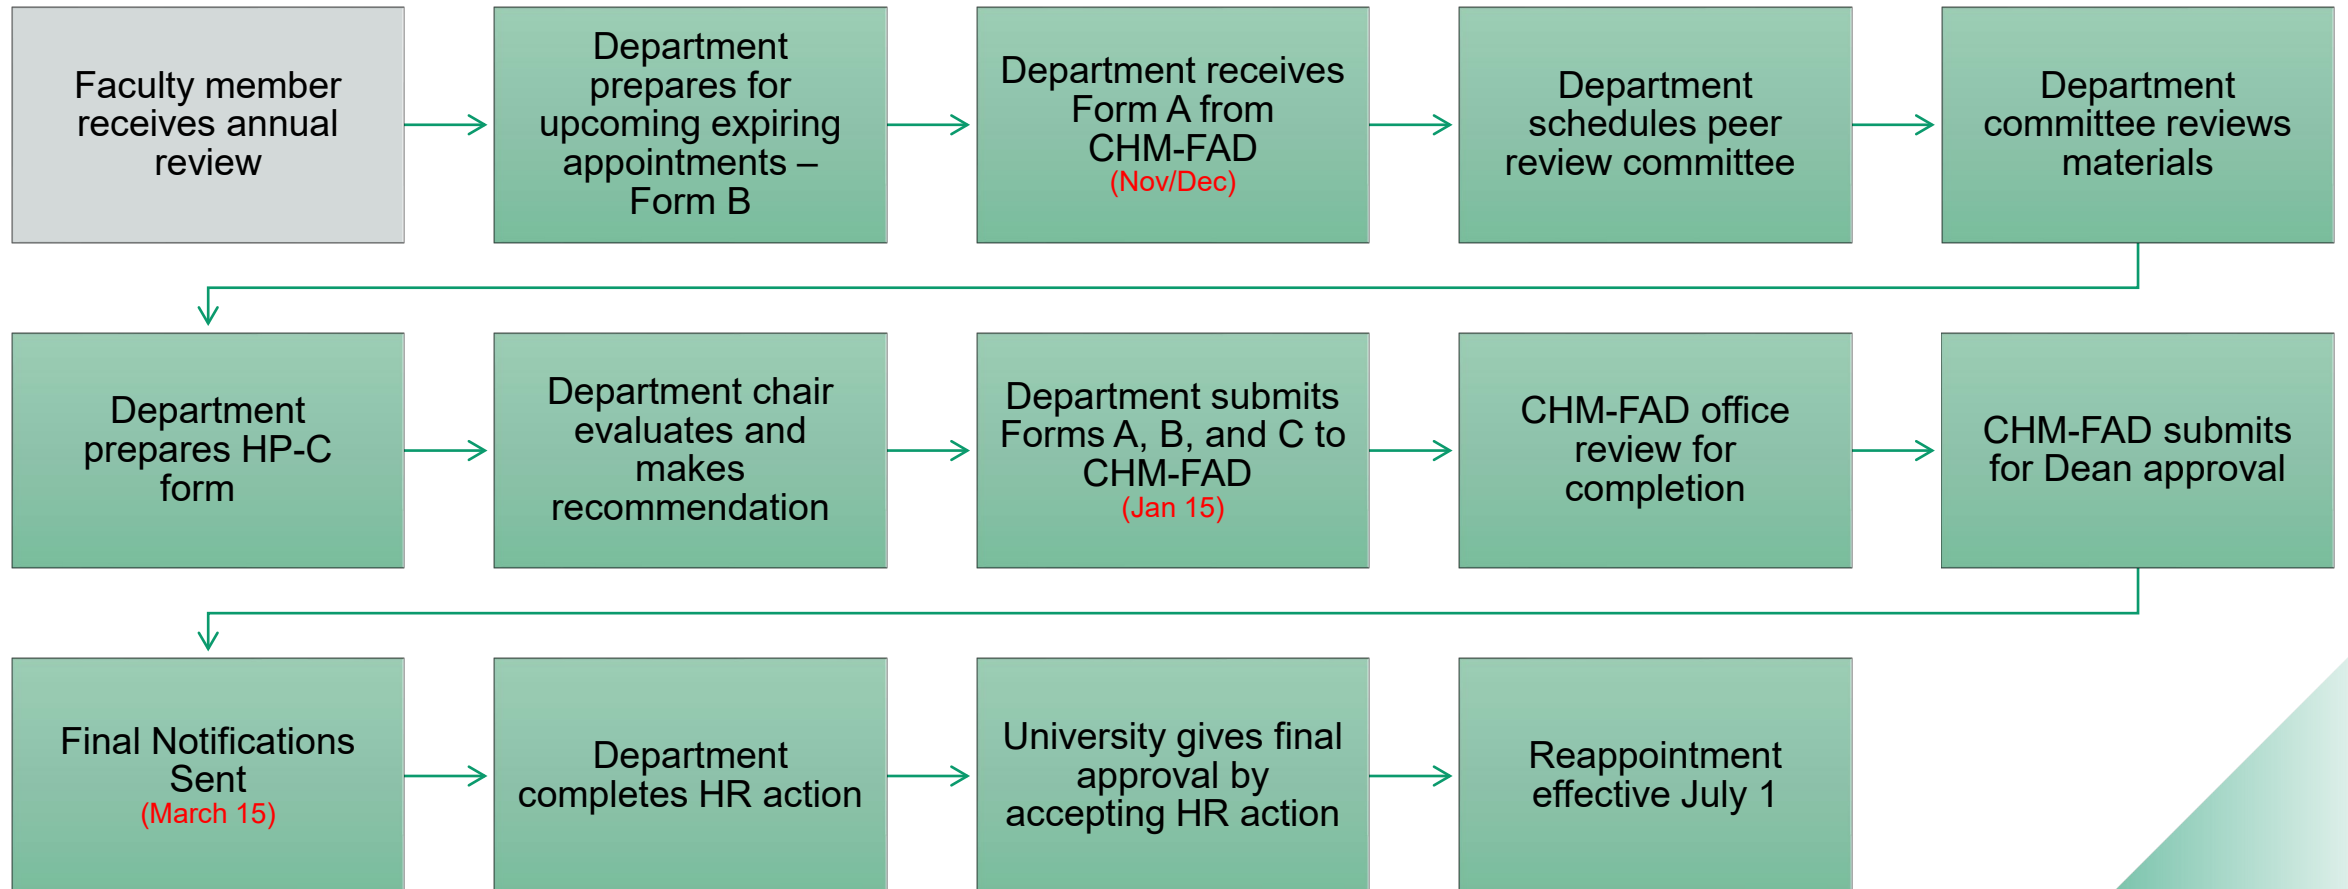 Faculty member
receives annual
review
Department
prepares for
upcoming expiring
appointments –
Form B
Department receives
Form A from
CHM-FAD
(Nov/Dec)
Department
schedules peer
review committee
Department
committee reviews
materials
Department
prepares HP-C
form
Department chair
evaluates and
makes
recommendation
Department submits
Forms A, B, and C to
CHM-FAD
(Jan 15)
CHM-FAD office
review for
completion
CHM-FAD submits
for Dean approval
Final Notifications
Sent
(March 15)
Department
completes HR action
University gives final
approval by
accepting HR action
Reappointment
effective July 1